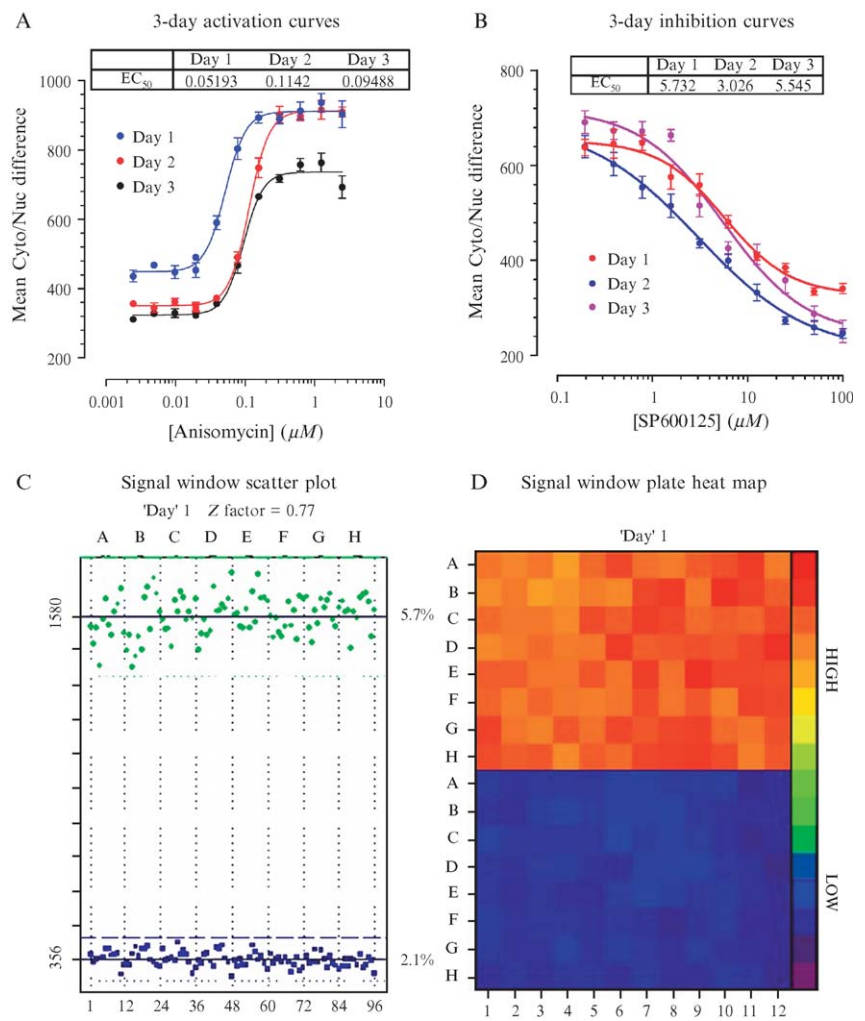 A
3-day activation curves
Day 1 Day 2 Day 3
EC50 0.05193 0.1142 0.09488
1000
800
600
400
200
Mean Cyto/Nuc difference
Day 1
Day 2
Day 3
0.001 0.01 0.1 1 10
[Anisomycin] (µM)
B
3-day inhibition curves
Day 1 Day 2 Day 3
EC50 5.732 3.026 5.545
800
600
400
200
Mean Cyto/Nuc difference
Day 1
Day 2
Day 3
0.1 1 10 100
[SP600125] (µM)
C
Signal window scatter plot
'Day' 1 Z factor = 0.77
A B C D E F G H
1580
5.7%
356
2.1%
1 12 24 36 48 60 72 84 96
D
Signal window plate heat map
'Day' 1
A
B
C
D
E
F
G
H
A
B
C
D
E
F
G
H
1 2 3 4 5 6 7 8 9 10 11 12
HIGH
LOW